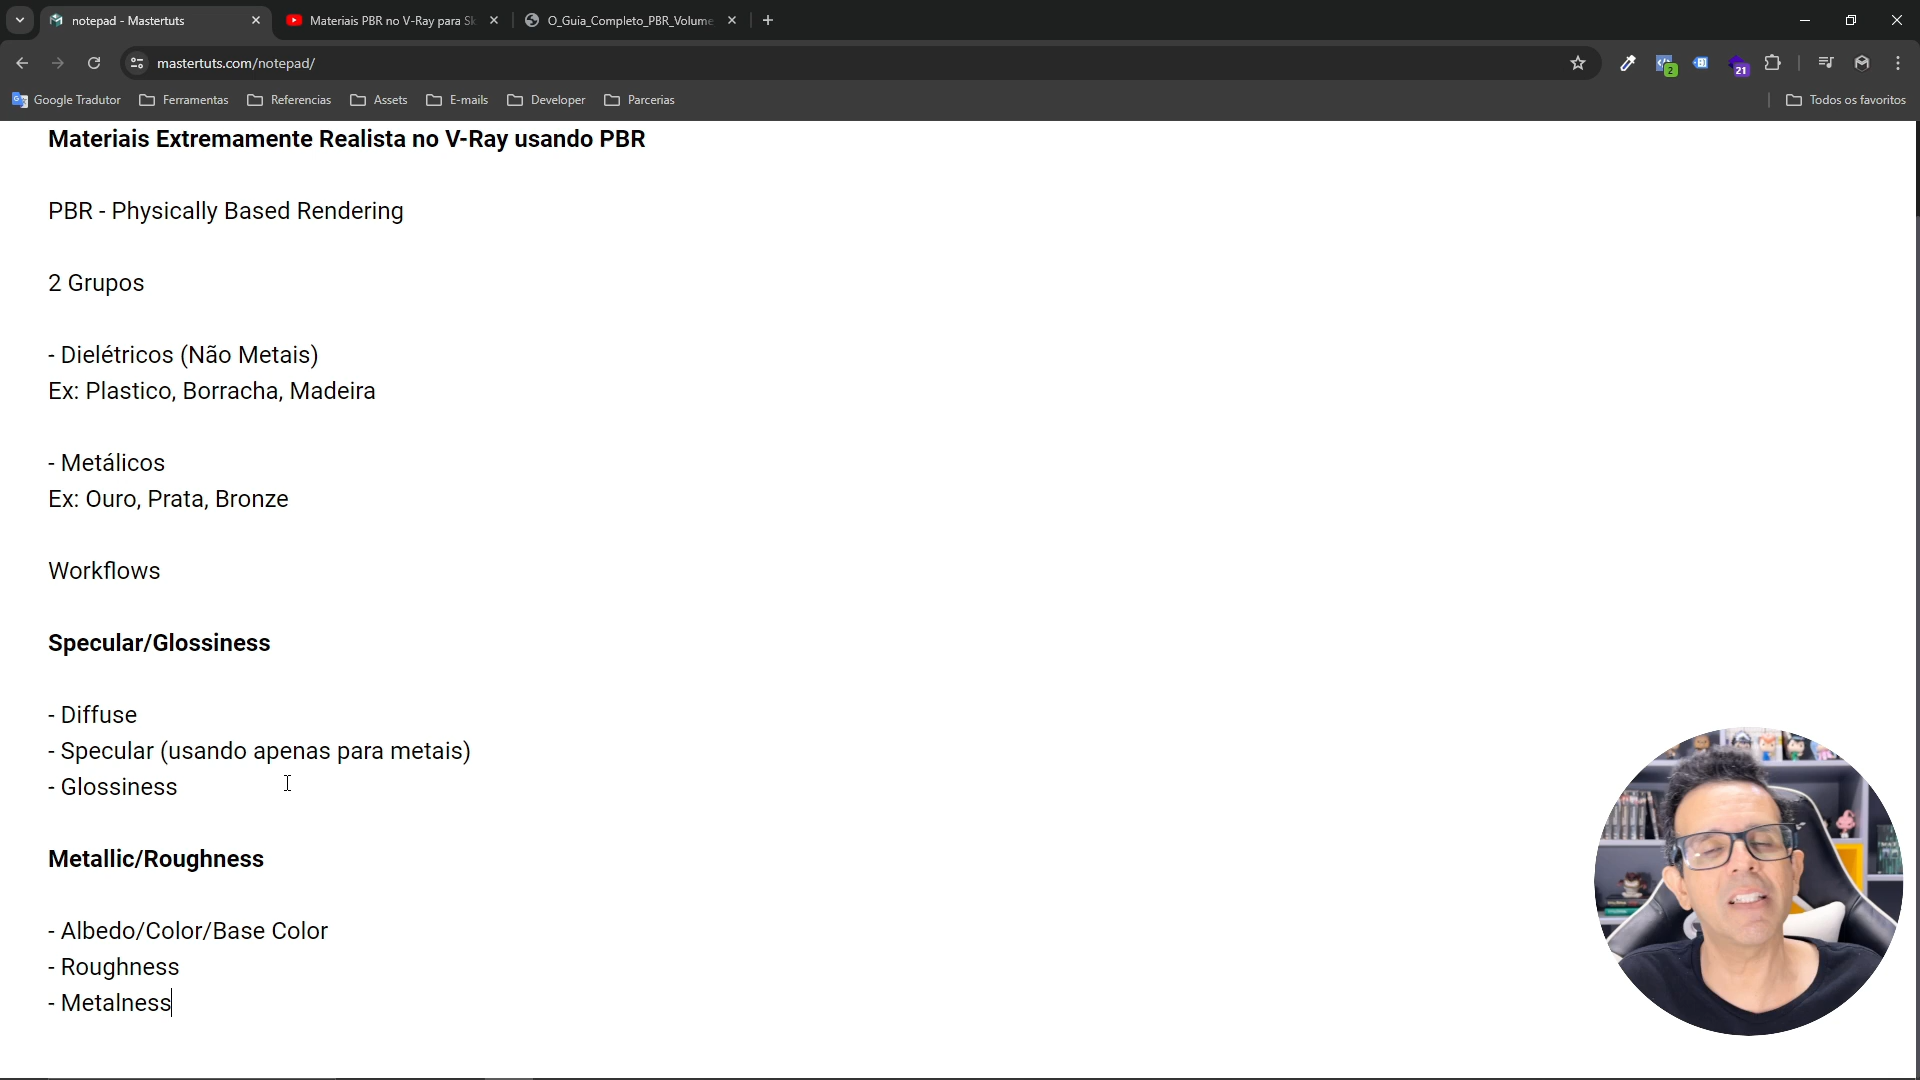 notepad - Mastertuts
Materiais PBR no V-Ray para Sk
O_Guia_Completo_PBR_Volume
mastertuts.com/notepad/
2
21
Google Tradutor
Ferramentas
Referencias
Assets
E-mails
Developer
Parcerias
Todos os favoritos
Materiais Extremamente Realista no V-Ray usando PBR
PBR - Physically Based Rendering
2 Grupos
- Dielétricos (Não Metais)
Ex: Plastico, Borracha, Madeira
- Metálicos
Ex: Ouro, Prata, Bronze
Workflows
Specular/Glossiness
- Diffuse
- Specular (usando apenas para metais)
- Glossiness
Metallic/Roughness
- Albedo/Color/Base Color
- Roughness
- Metalness